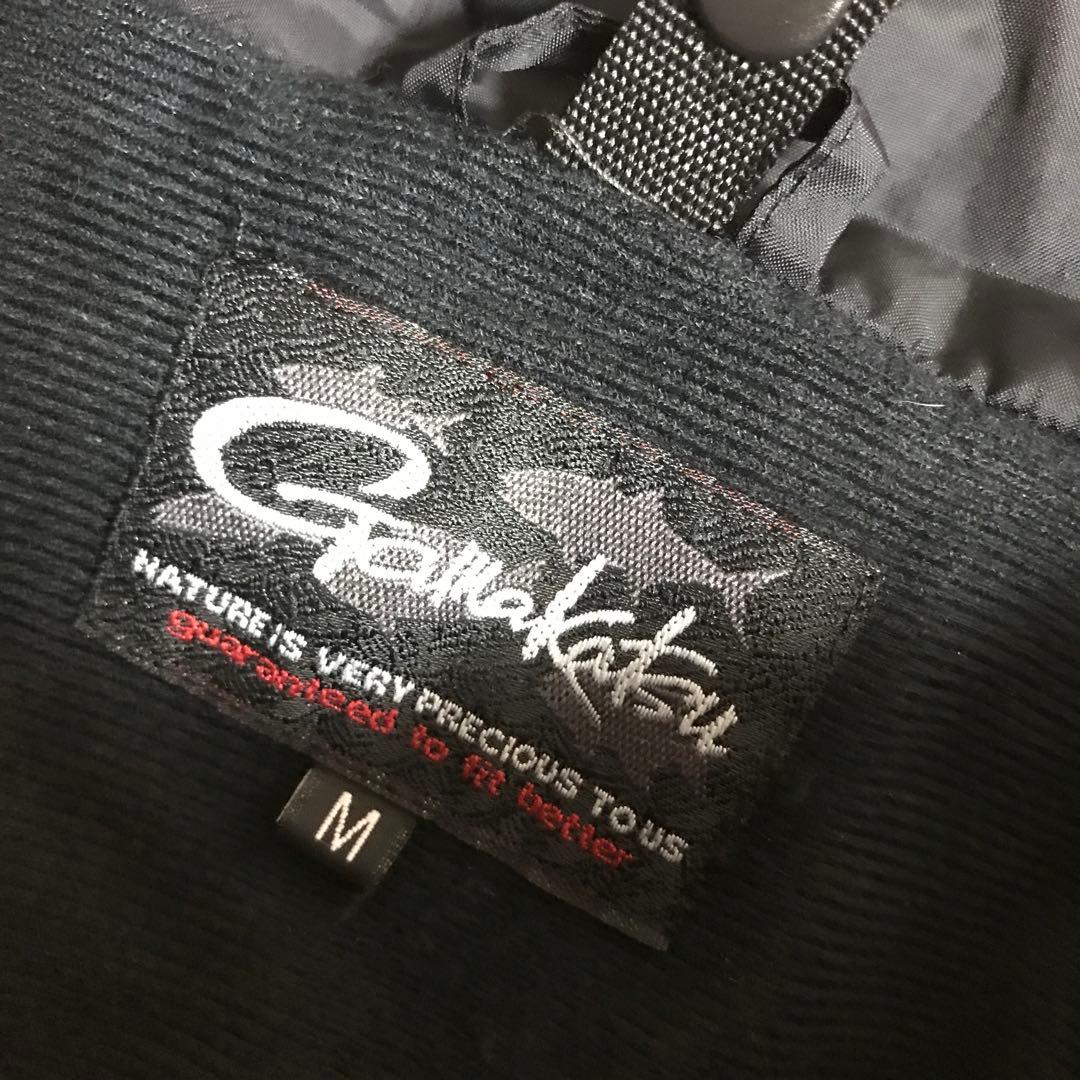 Gamakatsu
NATURE IS VERY PRECIOUS TO US
guaranteed to fit better
M